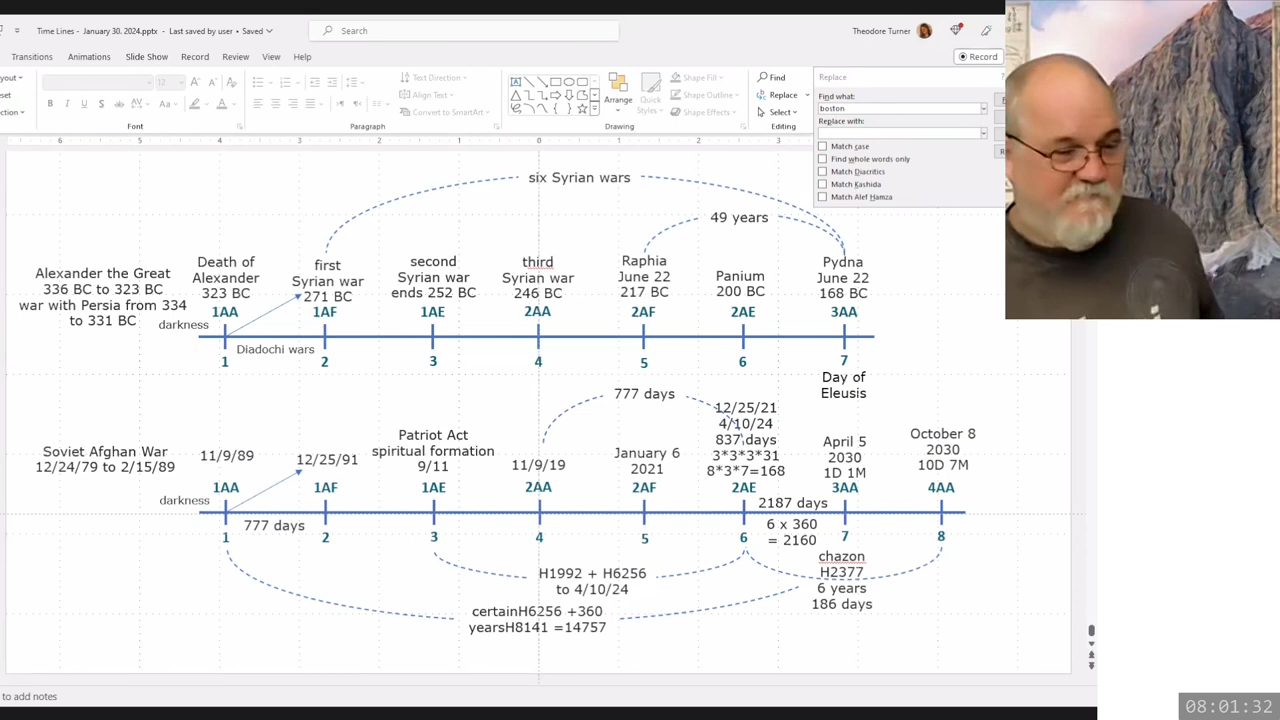 Time Lines - January 30. 2024.pptx • Last saved by user • Saved
Search
Theodore Turner
Transitions
Animations
Slide Show
Record
Review
View
Help
Record
Text Direction
Align Text
Convert to SmartArt
Arrange
Quick
Styles
Shape Fill
Shape Outline
Shape Effects
Find
Replace
Select
Font
Paragraph
Drawing
Editing
Replace
Find what:
boston
Replace with:
Match case
Find whole words only
Match Diacritics
Match Kashida
Match Alef Hamza
six Syrian wars
49 years
Alexander the Great
336 BC to 323 BC
war with Persia from 334
to 331 BC
Death of
Alexander
323 BC
first
Syrian war
271 BC
second
Syrian war
ends 252 BC
third
Syrian war
246 BC
Raphia
June 22
217 BC
Panium
200 BC
Pydna
June 22
168 BC
darkness
1AA
1AF
1AE
2AA
2AF
2AE
3AA
Diadochi wars
1
2
3
4
5
6
7
Day of
Eleusis
777 days
Soviet Afghan War
12/24/79 to 2/15/89
11/9/89
12/25/91
Patriot Act
spiritual formation
9/11
11/9/19
January 6
2021
12/25/21
4/10/24
837 days
3*3*3*31
8*3*7=168
April 5
2030
1D 1M
October 8
2030
10D 7M
darkness
1AA
1AF
1AE
2AA
2AF
2AE
3AA
4AA
2187 days
777 days
1
2
3
4
5
6
7
8
6 x 360
= 2160
chazon
H2377
6 years
186 days
H1992 + H6256
to 4/10/24
certainH6256 +360
yearsH8141 =14757
to add notes
08:01:32